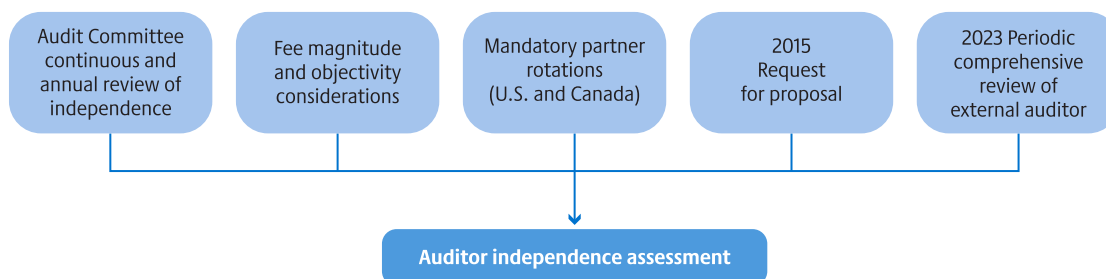 Audit Committee
continuous and
annual review of
independence
Fee magnitude
and objectivity
considerations
Mandatory partner
rotations
(U.S. and Canada)
2015
Request
for proposal
2023 Periodic
comprehensive
review of
external auditor
Auditor independence assessment